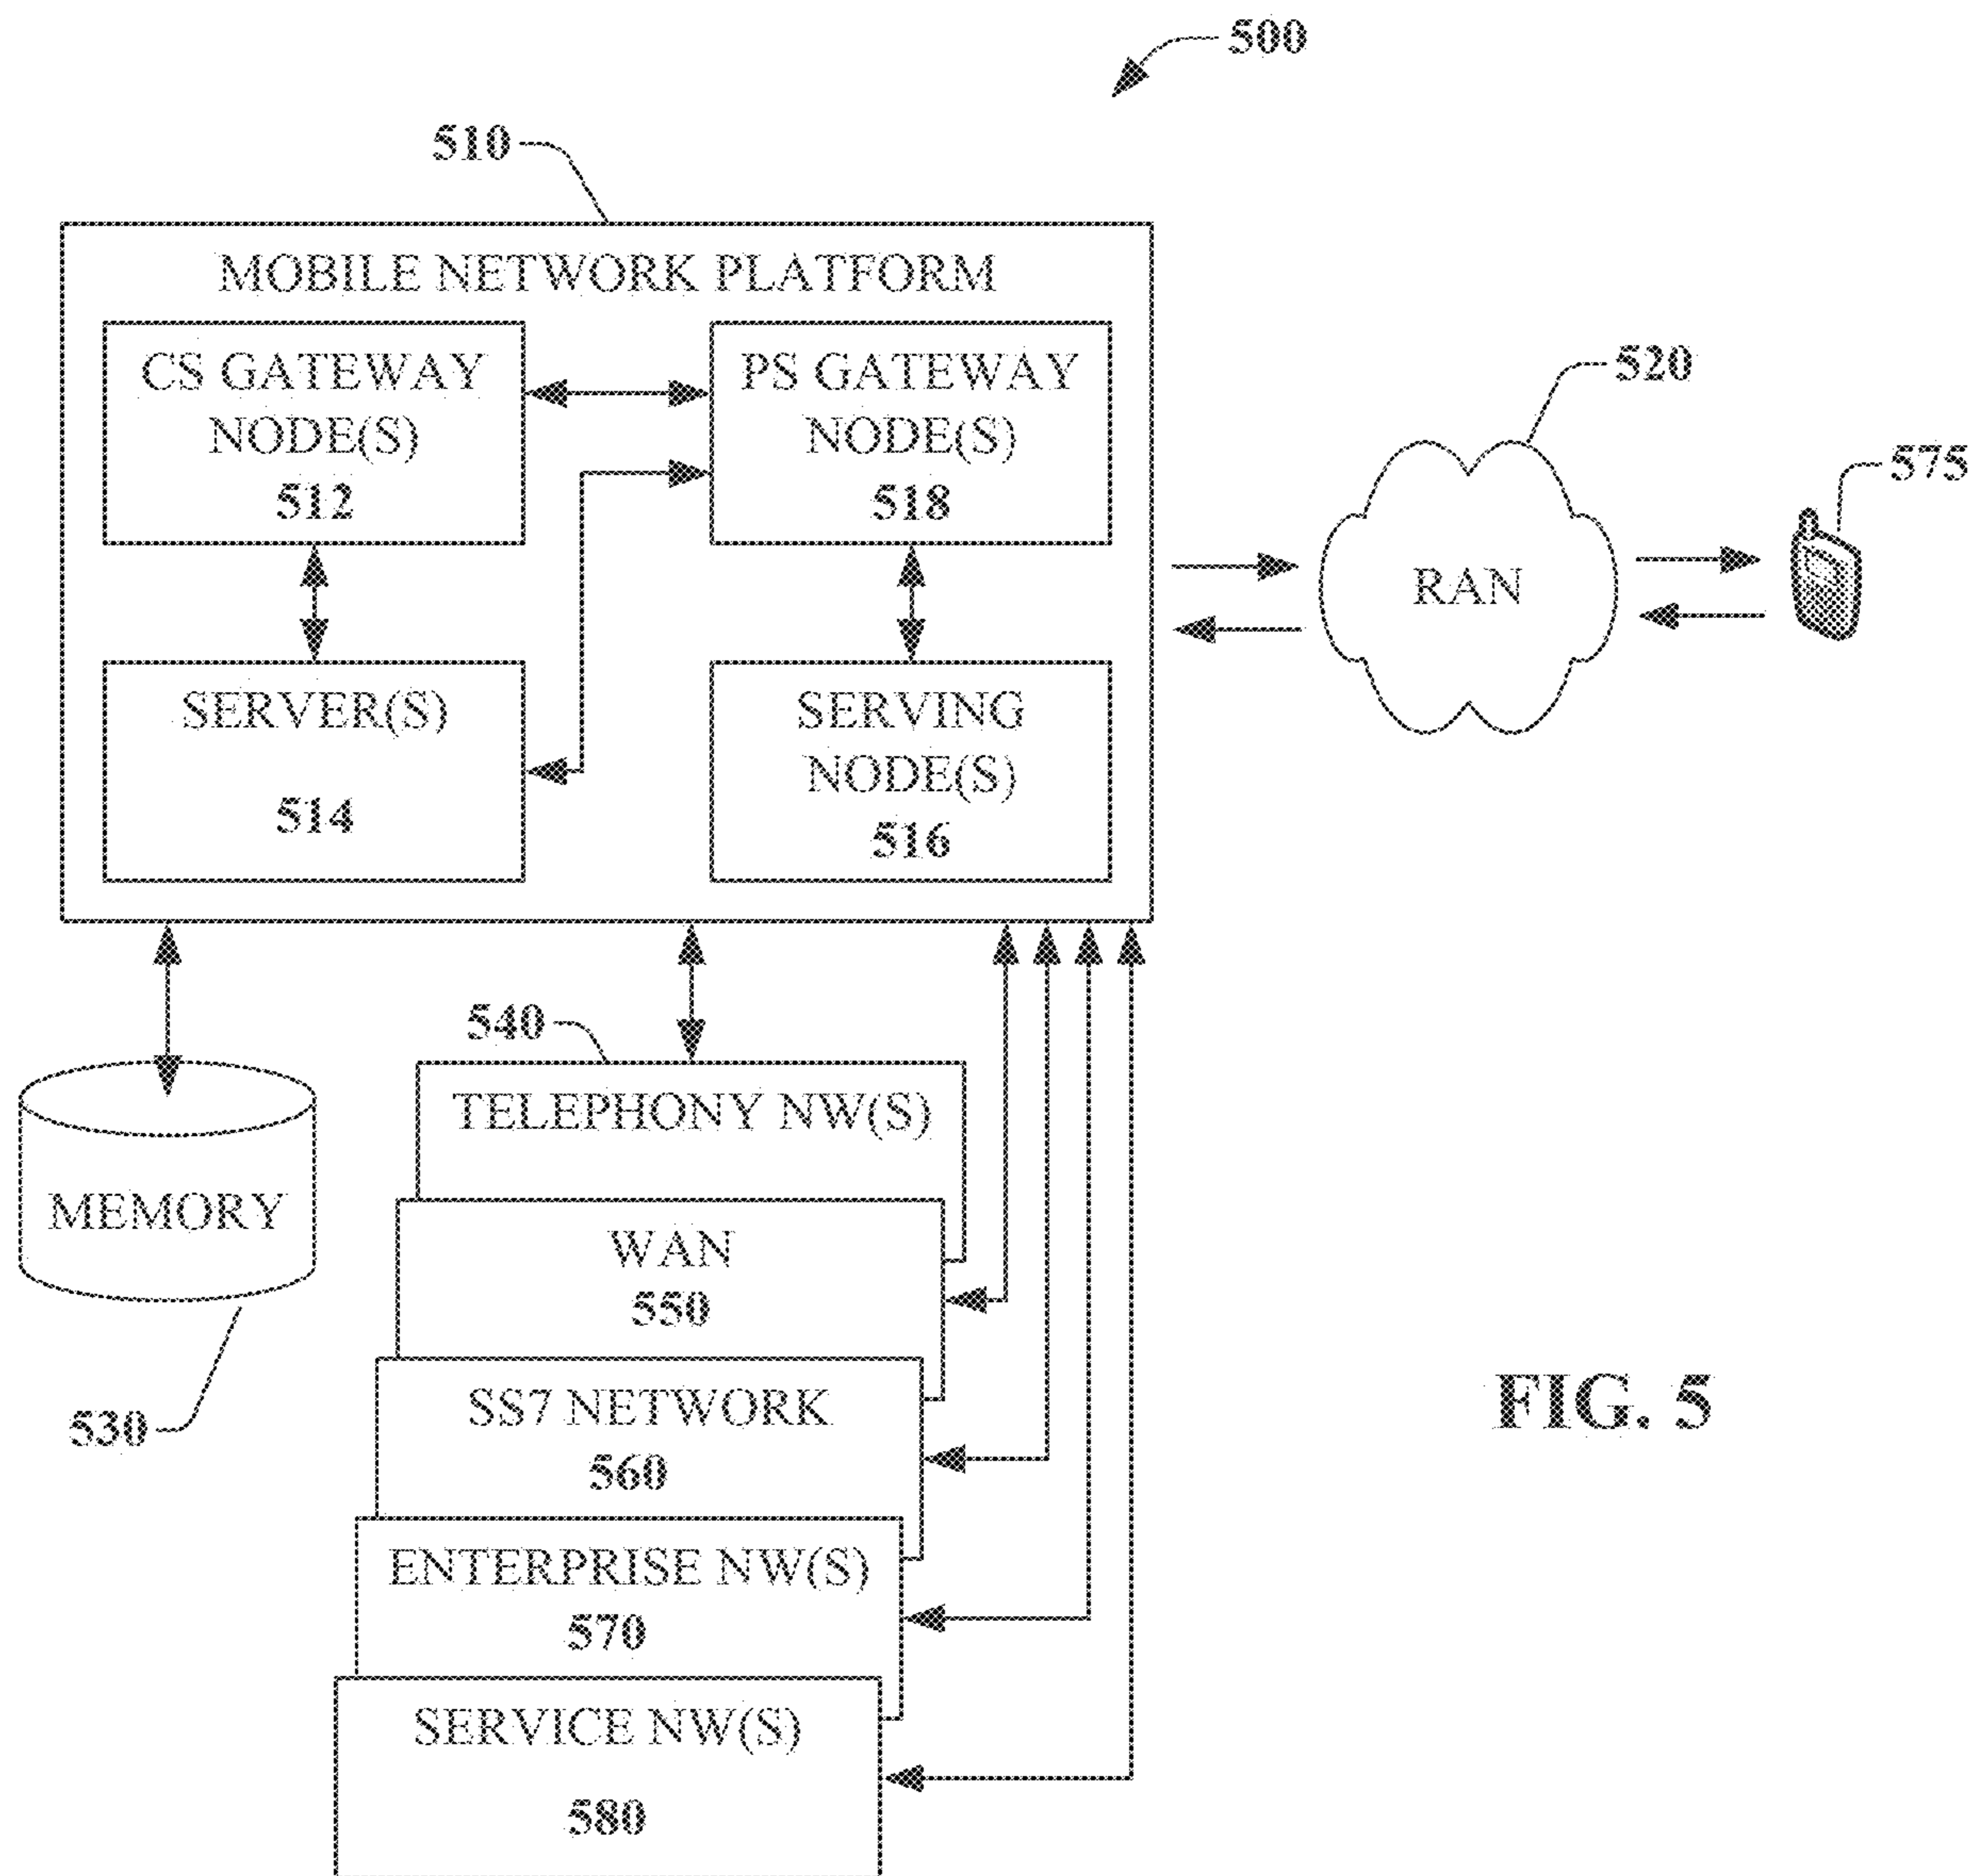 500
510
MOBILE NETWORK PLATFORM
CS GATEWAY
NODE(S)
512
PS GATEWAY
NODE(S)
518
SERVER(S)
514
SERVING
NODE(S)
516
520
RAN
575
540
TELEPHONY NW(S)
MEMORY
530
WAN
550
SS7 NETWORK
560
ENTERPRISE NW(S)
570
SERVICE NW(S)
580
FIG. 5